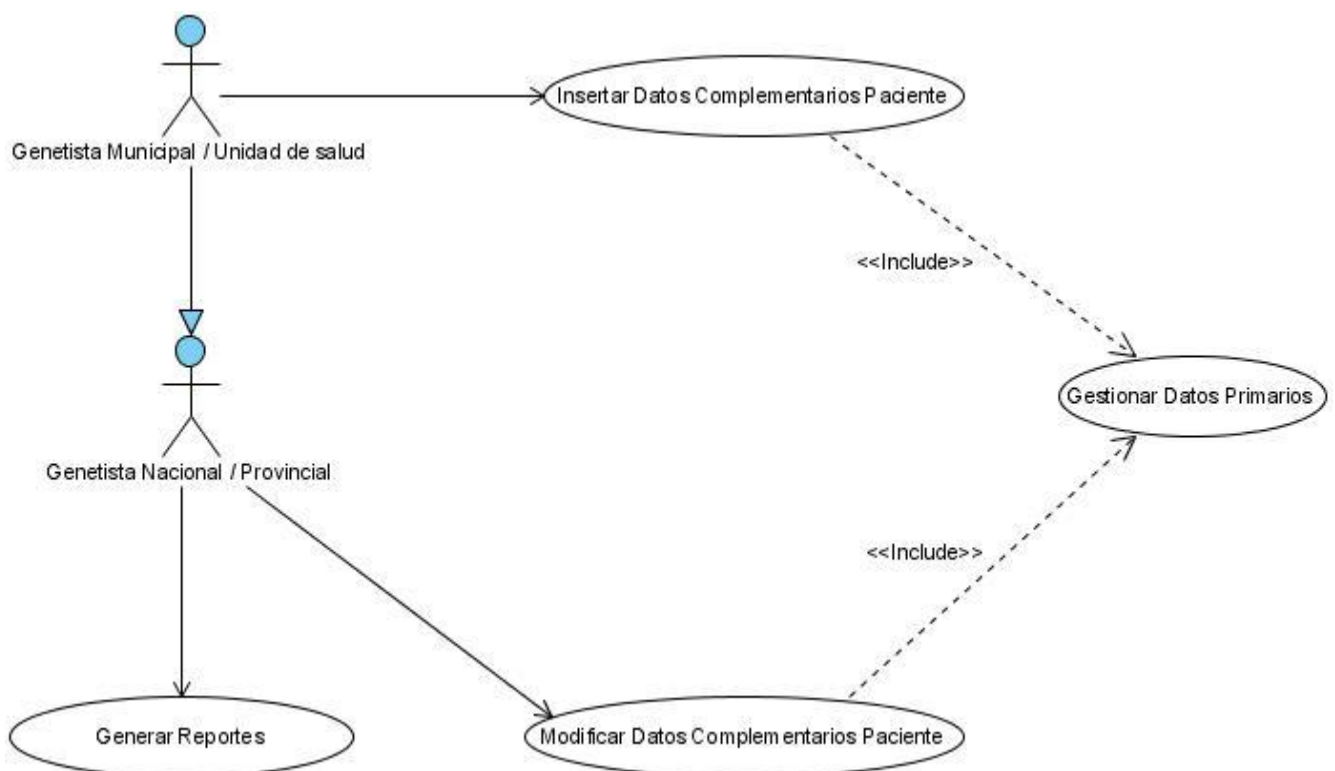 Insertar Datos Complementarios Paciente
Genetista Municipal / Unidad de salud
<<Include>>
Gestionar Datos Primarios
Genetista Nacional / Provincial
<<Include>>
Generar Reportes
Modificar Datos Complementarios Paciente